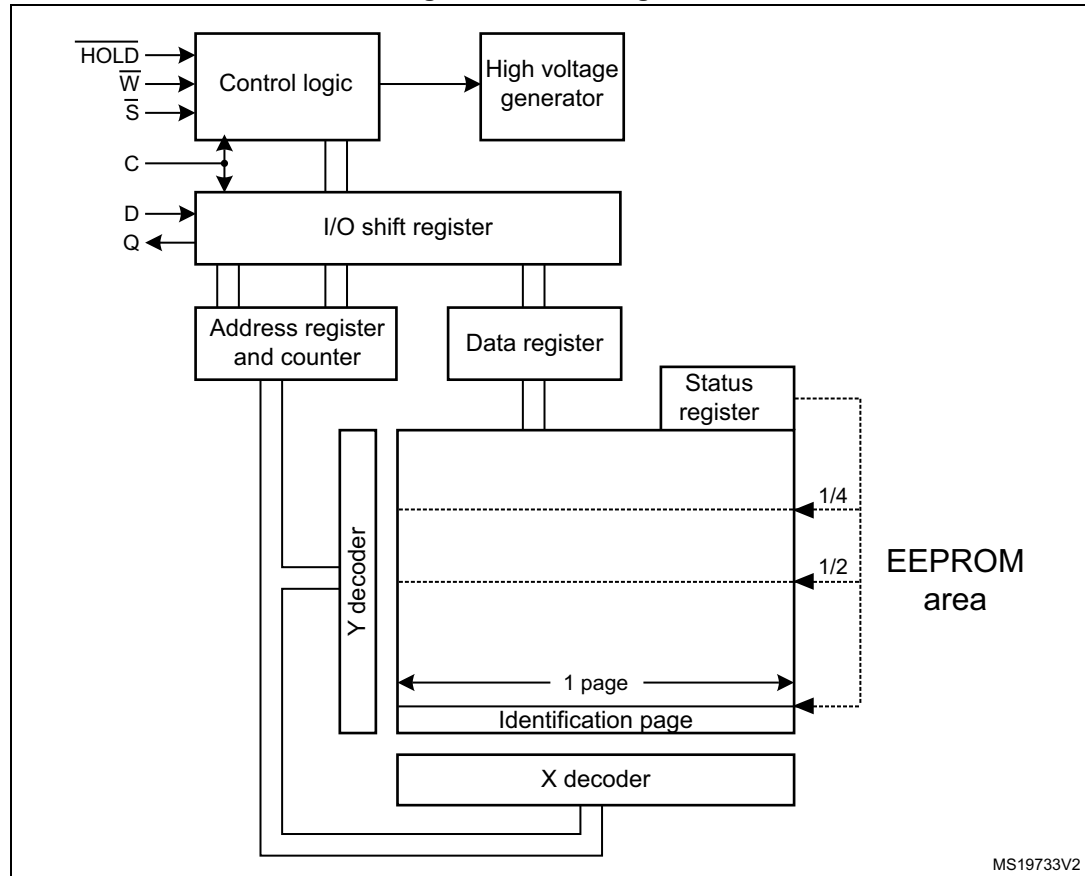 HOLD
W
S
C
D
Q
Control logic
High voltage
generator
I/O shift register
Address register
and counter
Data register
Status
register
1/4
1/2
EEPROM
area
Y decoder
1 page
Identification page
X decoder
MS19733V2